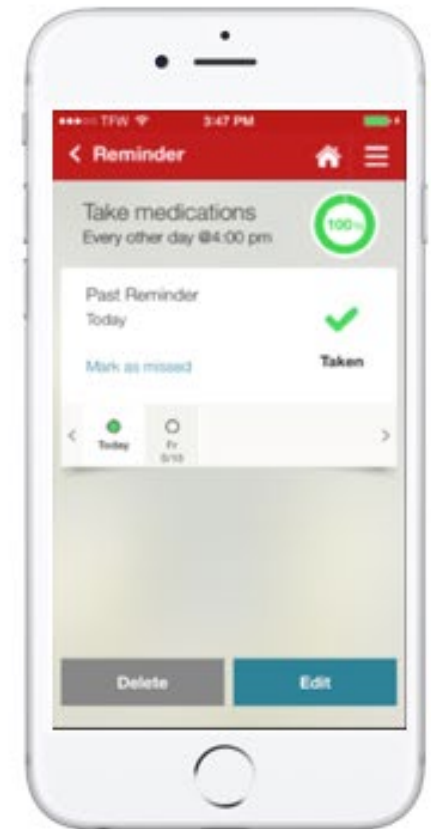 TFW 3:47 PM
< Reminder
Take medications
Every other day @4:00 pm
100%
Past Reminder
Today
Mark as missed
Taken
Today
Fr
Delete
Edit